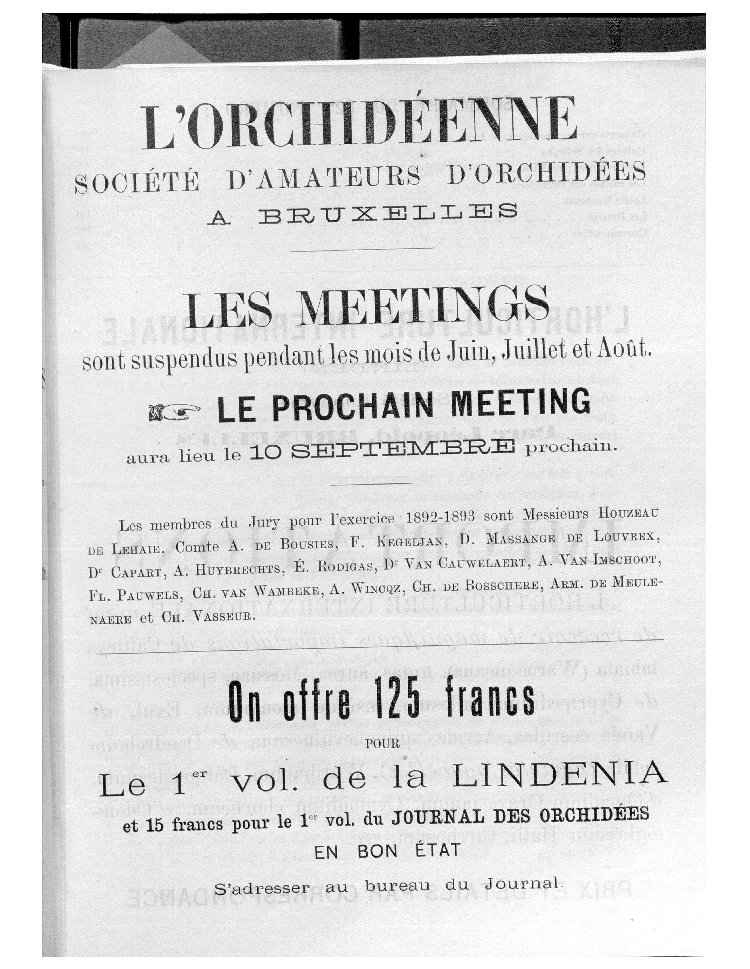 L'ORCHIDÉENNE
SOCIÉTÉ D'AMATEURS D'ORCHIDÉES
A BRUXELLES
LES MEETINGS
sont suspendus pendant les mois de Juin, Juillet et Août.
LE PROCHAIN MEETING
aura lieu le 10 SEPTEMBRE prochain.
Les membres du Jury pour l'exercice 1892-1893 sont Messieurs HOUZEAU
DE LEHAIE, Comte A. DE BOUSIES, F. KEGELJAN, D. MASSANGE DE LOUVREX,
Dr CAPART, A. HUYBRECHTS, É. RODIGAS, Dr VAN CAUWELAERT, A. VAN IMSCHOOT,
FL. PAUWELS, CH. VAN WAMBEKE, A. WINCQZ, CH. DE BOSSCHERE, ARM. DE MEULE-
NAERE et CH. VASSEUR.
On offre 125 francs
POUR
Le 1er vol. de la LINDENIA
et 15 francs pour le 1er vol. du JOURNAL DES ORCHIDÉES
EN BON ÉTAT
S'adresser au bureau du Journal.